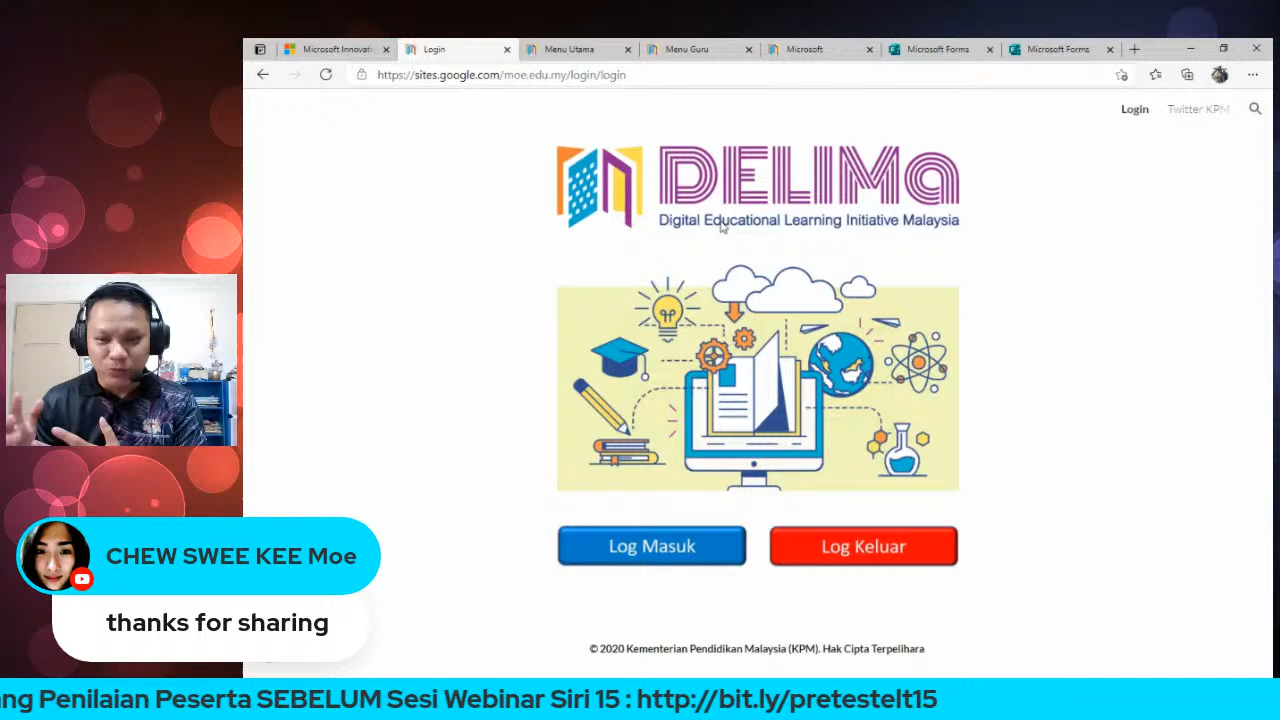 Microsoft Innovati
Login
Menu Utama
Menu Guru
Microsoft
Microsoft Forms
Microsoft Forms
https://sites.google.com/moe.edu.my/login/login
Login
Twitter KPM
DELIMa
Digital Educational Learning Initiative Malaysia
Log Masuk
Log Keluar
CHEW SWEE KEE Moe
thanks for sharing
© 2020 Kementerian Pendidikan Malaysia (KPM). Hak Cipta Terpelihara
ang Penilaian Peserta SEBELUM Sesi Webinar Siri 15 : http://bit.ly/pretestelt15